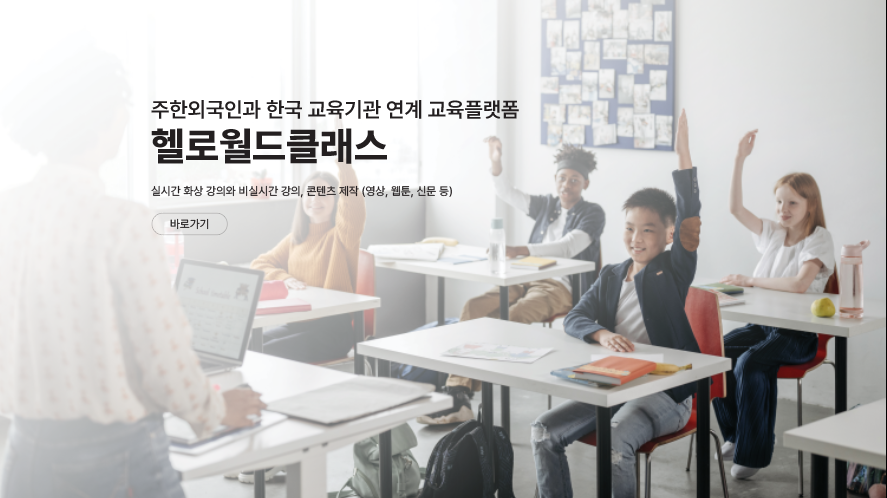 주한외국인과 한국 교육기관 연계 교육플랫폼
헬로월드클래스
실시간 화상 강의와 비실시간 강의, 콘텐츠 제작 (영상, 웹툰, 신문 등)
바로가기